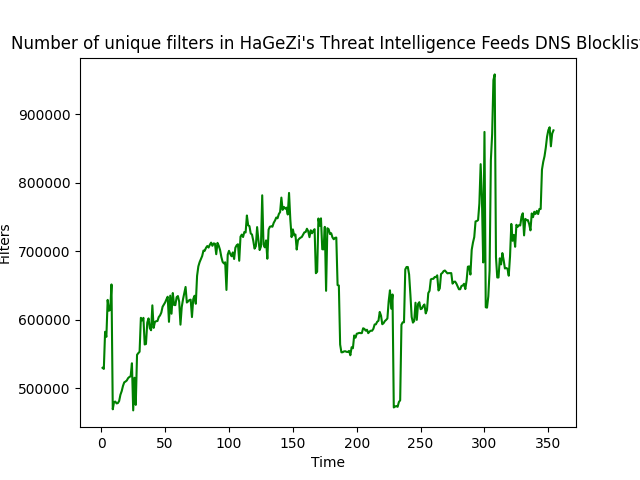 Number of unique filters in HaGeZi's Threat Intelligence Feeds DNS Blocklist
900000
800000
700000
600000
500000
Filters
0 50 100 150 200 250 300 350
Time